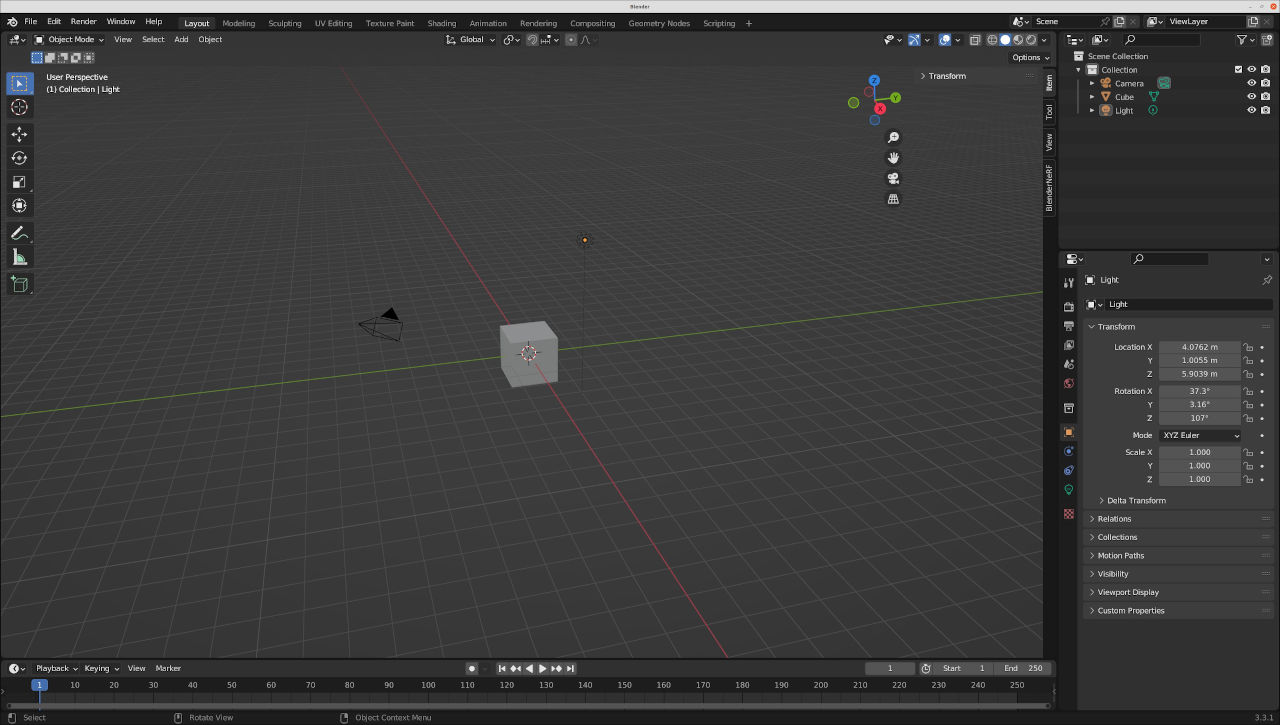 Blender
File Edit Render Window Help Layout Modeling Sculpting UV Editing Texture Paint Shading Animation Rendering Compositing Geometry Nodes Scripting + Scene ViewLayer
Object Mode View Select Add Object Global
Options
User Perspective
(1) Collection | Light
Transform
Z
Y
X
Item
Tool
View
BlenderNeRF
Scene Collection
Collection
Camera
Cube
Light
Light
Light
Transform
Location X 4.0762 m
Y 1.0055 m
Z 5.9039 m
Rotation X 37.3°
Y 3.16°
Z 107°
Mode XYZ Euler
Scale X 1.000
Y 1.000
Z 1.000
Delta Transform
Relations
Collections
Motion Paths
Visibility
Viewport Display
Custom Properties
Playback Keying View Marker 1 Start 1 End 250
1 10 20 30 40 50 60 70 80 90 100 110 120 130 140 150 160 170 180 190 200 210 220 230 240 250
Select Rotate View Object Context Menu 3.3.1